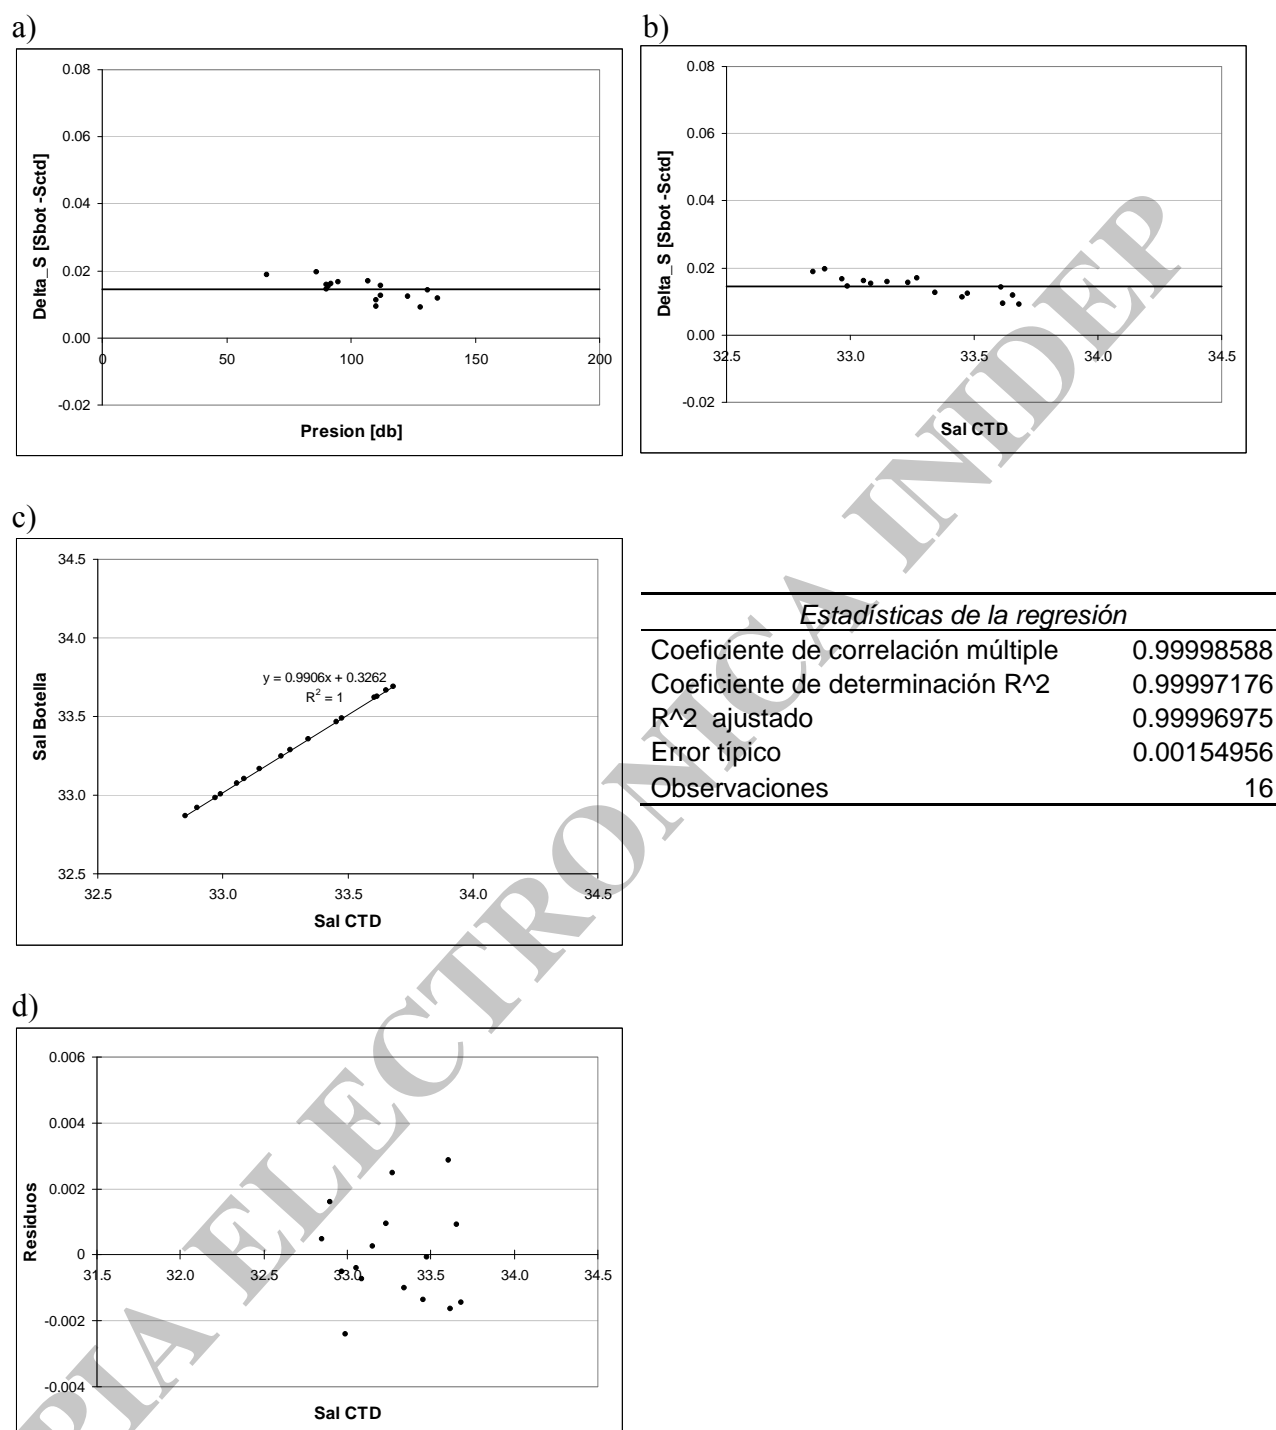 a)
0.08
0.06
0.04
0.02
0.00
-0.02
0
50
100
150
200
Delta_S [Sbot -Sctd]
Presion [db]
b)
0.08
0.06
0.04
0.02
0.00
-0.02
32.5
33.0
33.5
34.0
34.5
Delta_S [Sbot -Sctd]
Sal CTD
c)
34.5
34.0
33.5
33.0
32.5
32.5
33.0
33.5
34.0
34.5
y = 0.9906x + 0.3262
R² = 1
Sal Botella
Sal CTD
Estadísticas de la regresión
Coeficiente de correlación múltiple 0.99998588
Coeficiente de determinación R^2 0.99997176
R^2 ajustado 0.99996975
Error típico 0.00154956
Observaciones 16
d)
0.006
0.004
0.002
0
-0.002
-0.004
31.5
32.0
32.5
33.0
33.5
34.0
34.5
Residuos
Sal CTD
PIA ELECTRONICA INIDEP